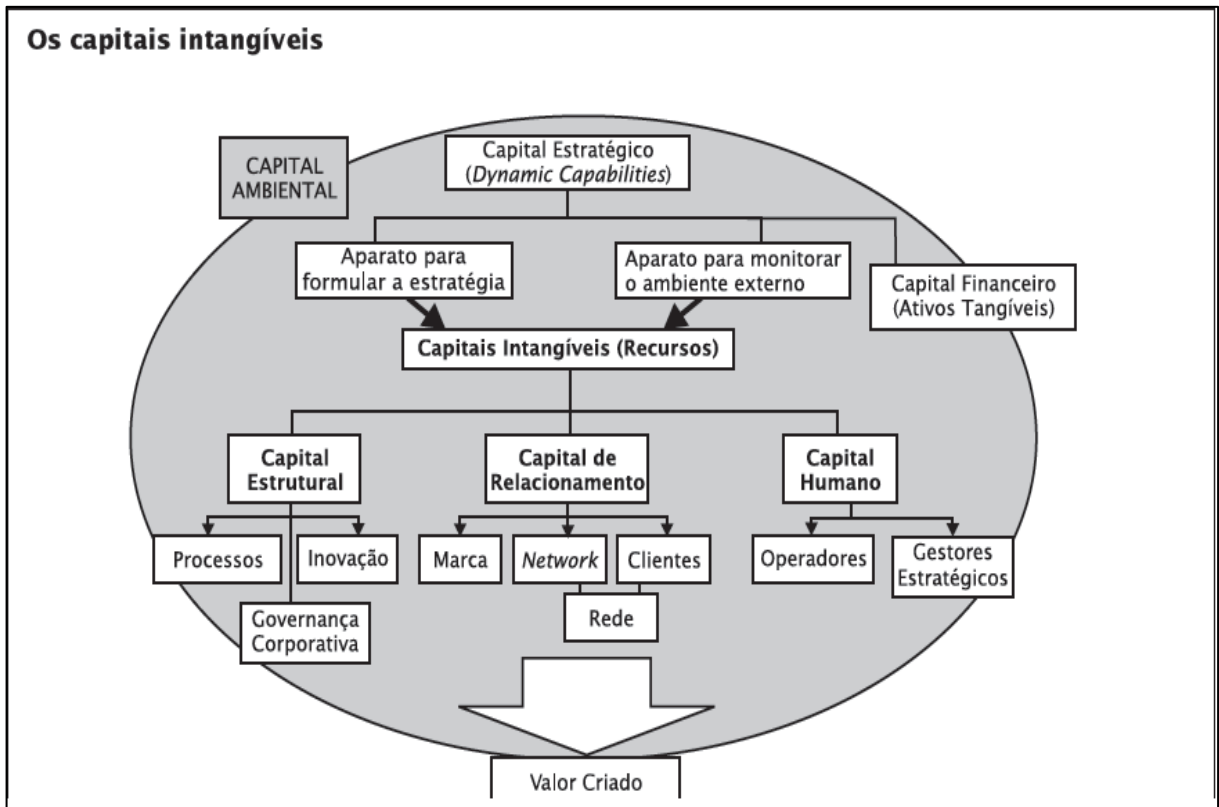 Os capitais intangíveis
CAPITAL
AMBIENTAL
Capital Estratégico
(Dynamic Capabilities)
Aparato para
formular a estratégia
Aparato para monitorar
o ambiente externo
Capital Financeiro
(Ativos Tangíveis)
Capitais Intangíveis (Recursos)
Capital
Estrutural
Capital de
Relacionamento
Capital
Humano
Processos
Inovação
Marca
Network
Clientes
Operadores
Gestores
Estratégicos
Governança
Corporativa
Rede
Valor Criado